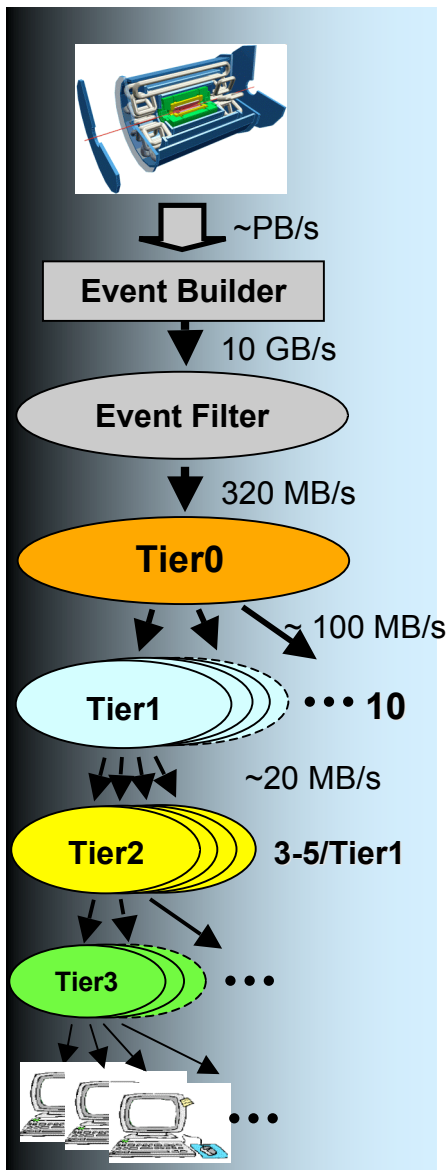 ~PB/s
Event Builder
10 GB/s
Event Filter
320 MB/s
Tier0
~ 100 MB/s
Tier1
••• 10
~20 MB/s
Tier2
3-5/Tier1
Tier3
•••
•••